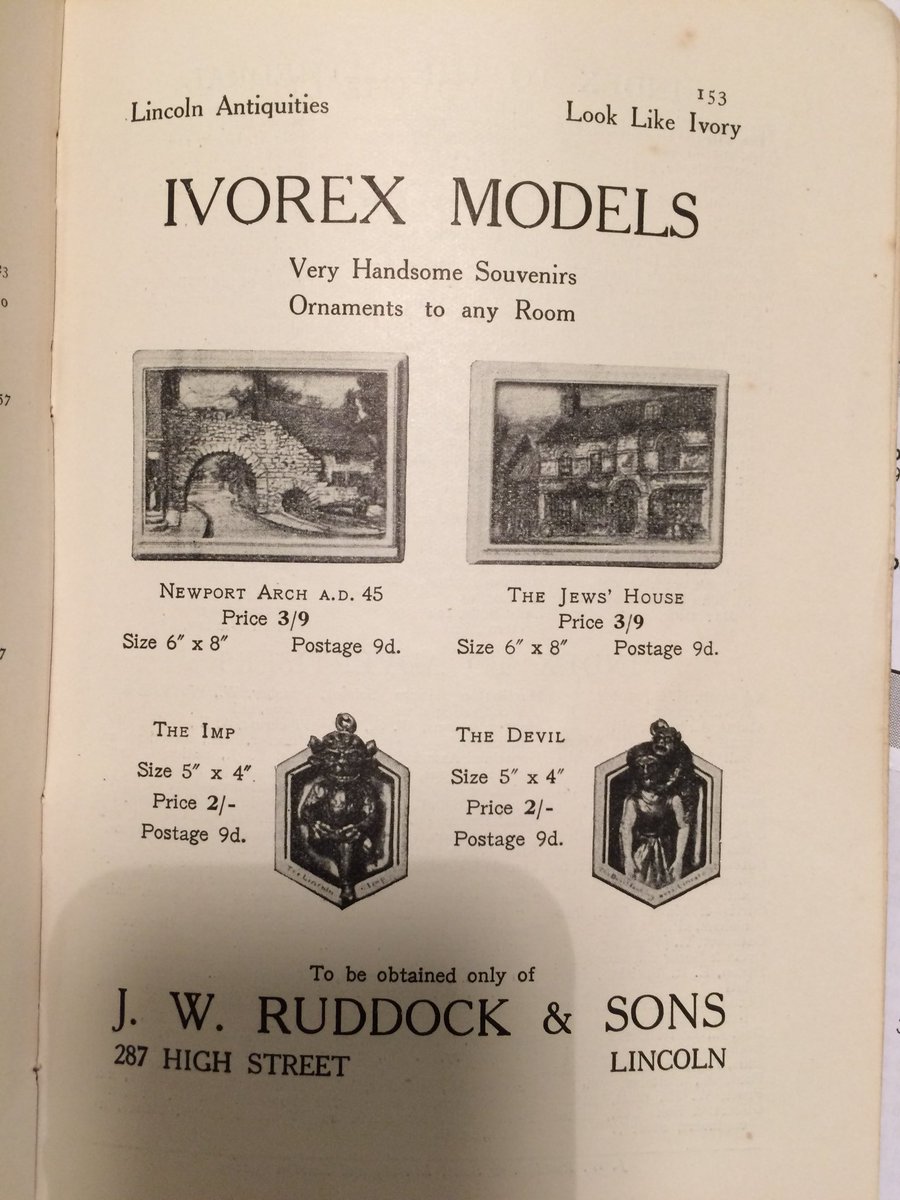 153
Lincoln Antiquities Look Like Ivory
IVOREX MODELS
Very Handsome Souvenirs
Ornaments to any Room
NEWPORT ARCH A.D. 45
Price 3/9
Size 6″ x 8″ Postage 9d.
THE JEWS' HOUSE
Price 3/9
Size 6″ x 8″ Postage 9d.
THE IMP
Size 5″ x 4″.
Price 2/-
Postage 9d.
The Lincoln
THE DEVIL
Size 5″ x 4″
Price 2/-
Postage 9d.
To be obtained only of
J. W. RUDDOCK & SONS
287 HIGH STREET LINCOLN